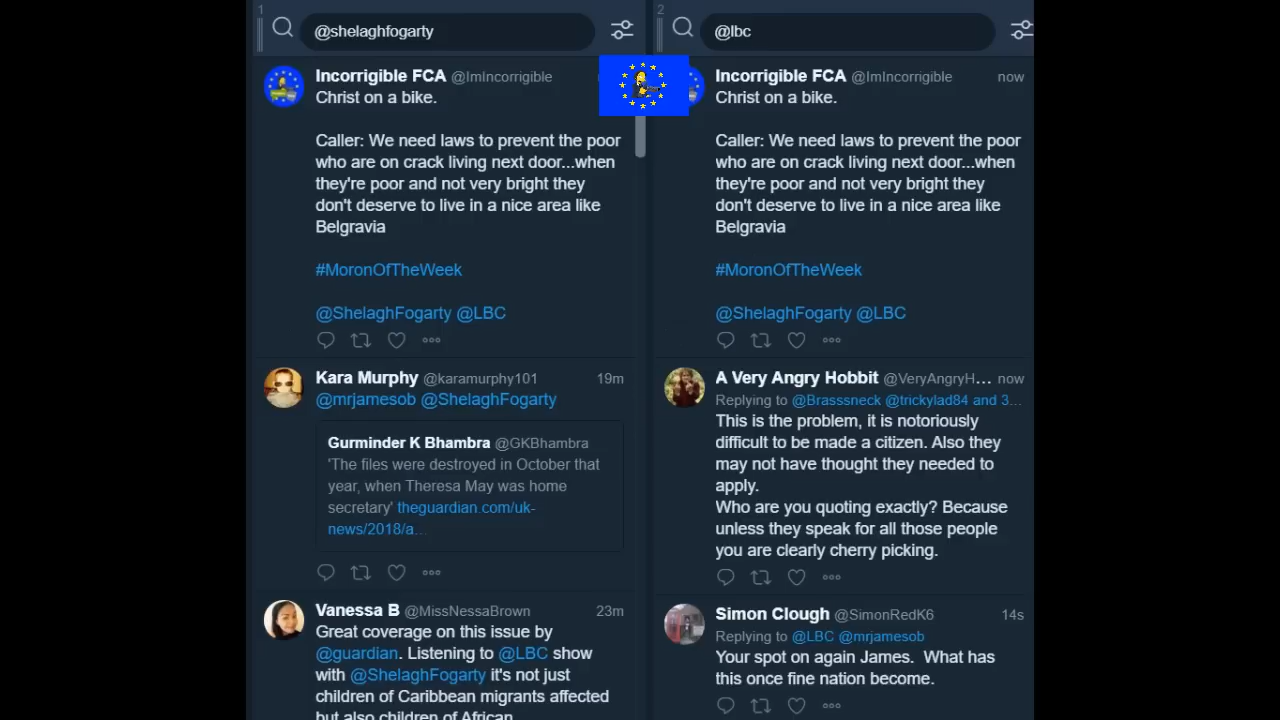 1
@shelaghfogarty
Incorrigible FCA @ImIncorrigible
Christ on a bike.
Caller: We need laws to prevent the poor
who are on crack living next door...when
they're poor and not very bright they
don't deserve to live in a nice area like
Belgravia
#MoronOfTheWeek
@ShelaghFogarty @LBC
Kara Murphy @karamurphy101 19m
@mrjamesob @ShelaghFogarty
Gurminder K Bhambra @GKBhambra
'The files were destroyed in October that
year, when Theresa May was home
secretary' theguardian.com/uk-
news/2018/a…
Vanessa B @MissNessaBrown 23m
Great coverage on this issue by
@guardian. Listening to @LBC show
with @ShelaghFogarty it's not just
children of Caribbean migrants affected
but also children of African
2
@lbc
Incorrigible FCA @ImIncorrigible now
Christ on a bike.
Caller: We need laws to prevent the poor
who are on crack living next door...when
they're poor and not very bright they
don't deserve to live in a nice area like
Belgravia
#MoronOfTheWeek
@ShelaghFogarty @LBC
A Very Angry Hobbit @VeryAngryH… now
Replying to @Brasssneck @trickylad84 and 3…
This is the problem, it is notoriously
difficult to be made a citizen. Also they
may not have thought they needed to
apply.
Who are you quoting exactly? Because
unless they speak for all those people
you are clearly cherry picking.
Simon Clough @SimonRedK6 14s
Replying to @LBC @mrjamesob
Your spot on again James.  What has
this once fine nation become.